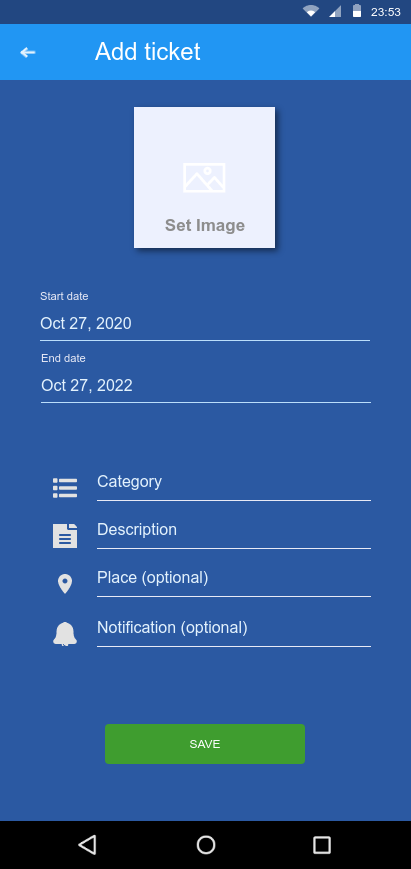 23:53
Add ticket
Set Image
Start date
Oct 27, 2020
End date
Oct 27, 2022
Category
Description
Place (optional)
Notification (optional)
SAVE